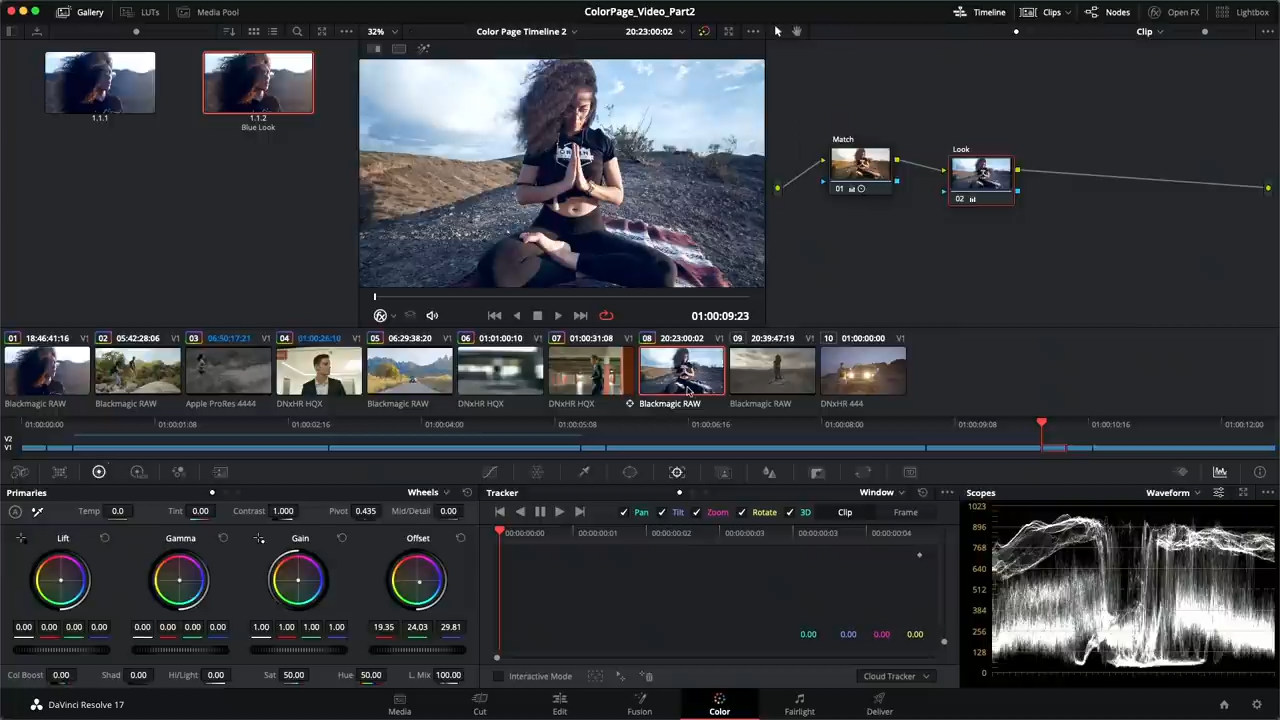 Gallery LUTs Media Pool ColorPage_Video_Part2 Timeline Clips Nodes Open FX Lightbox
32% Color Page Timeline 2 20:23:00:02 Clip
1.1.1
1.1.2
Blue Look
Match
01
Look
02
01:00:09:23
01 18:46:41:16 V1 02 05:42:28:06 V1 03 06:50:17:21 V1 04 01:00:26:10 V1 05 06:29:38:20 V1 06 01:01:00:10 V1 07 01:00:31:08 V1 08 20:23:00:02 V1 09 20:39:47:19 V1 10 01:00:00:00 V1
Blackmagic RAW Blackmagic RAW Apple ProRes 4444 DNxHR HQX Blackmagic RAW DNxHR HQX DNxHR HQX Blackmagic RAW Blackmagic RAW DNxHR 444
01:00:00:00 01:00:01:08 01:00:02:16 01:00:04:00 01:00:05:08 01:00:06:16 01:00:08:00 01:00:09:08 01:00:10:16 01:00:12:00
V2
V1
Primaries Wheels Tracker Window Scopes Waveform
Temp 0.0 Tint 0.00 Contrast 1.000 Pivot 0.435 Mid/Detail 0.00
Pan Tilt Zoom Rotate 3D Clip Frame
Lift Gamma Gain Offset
00:00:00:00 00:00:00:01 00:00:00:02 00:00:00:03 00:00:00:04
0.00 0.00 0.00 0.00 0.00 0.00 0.00 0.00 1.00 1.00 1.00 1.00 19.35 24.03 29.81
0.00 0.00 0.00 0.00
Col Boost 0.00 Shad 0.00 Hi/Light 0.00 Sat 50.00 Hue 50.00 L. Mix 100.00
Interactive Mode Cloud Tracker
1023
896
768
640
512
384
256
128
0
DaVinci Resolve 17 Media Cut Edit Fusion Color Fairlight Deliver